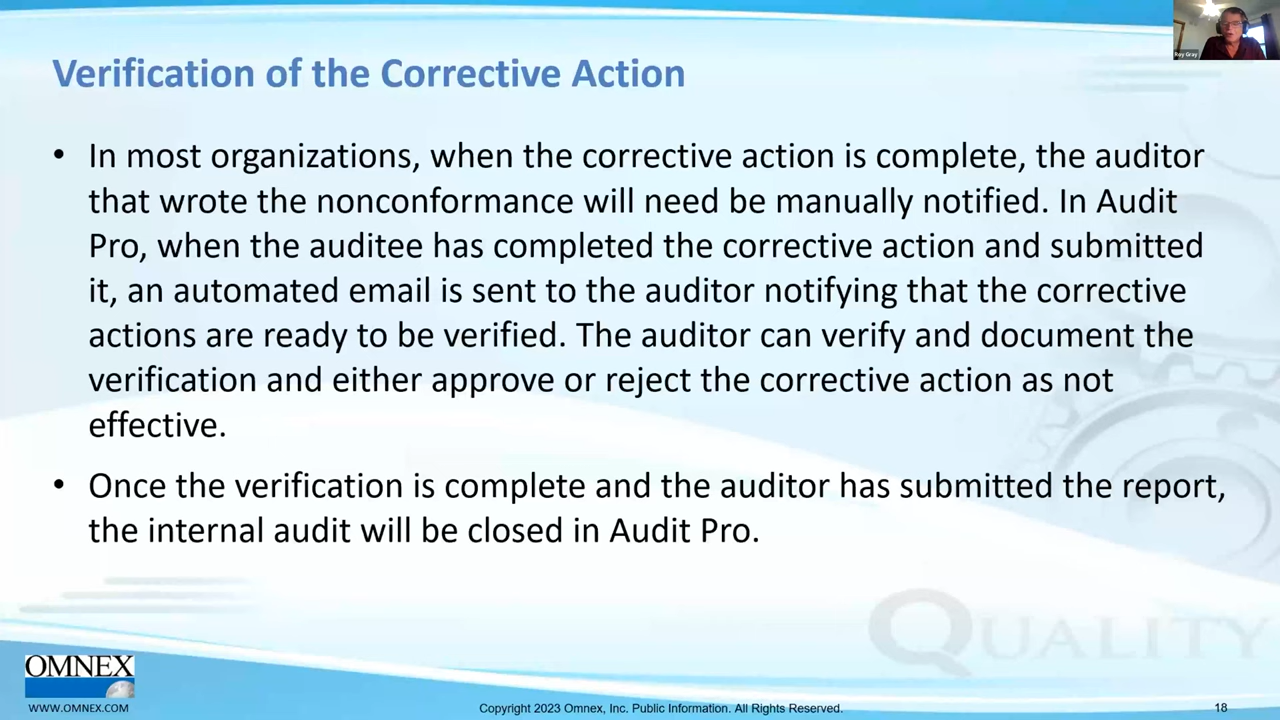 Roy Gray
Verification of the Corrective Action
• In most organizations, when the corrective action is complete, the auditor
that wrote the nonconformance will need be manually notified. In Audit
Pro, when the auditee has completed the corrective action and submitted
it, an automated email is sent to the auditor notifying that the corrective
actions are ready to be verified. The auditor can verify and document the
verification and either approve or reject the corrective action as not
effective.
• Once the verification is complete and the auditor has submitted the report,
the internal audit will be closed in Audit Pro.
QUALITY
OMNEX
WWW.OMNEX.COM
Copyright 2023 Omnex, Inc. Public Information. All Rights Reserved.
18